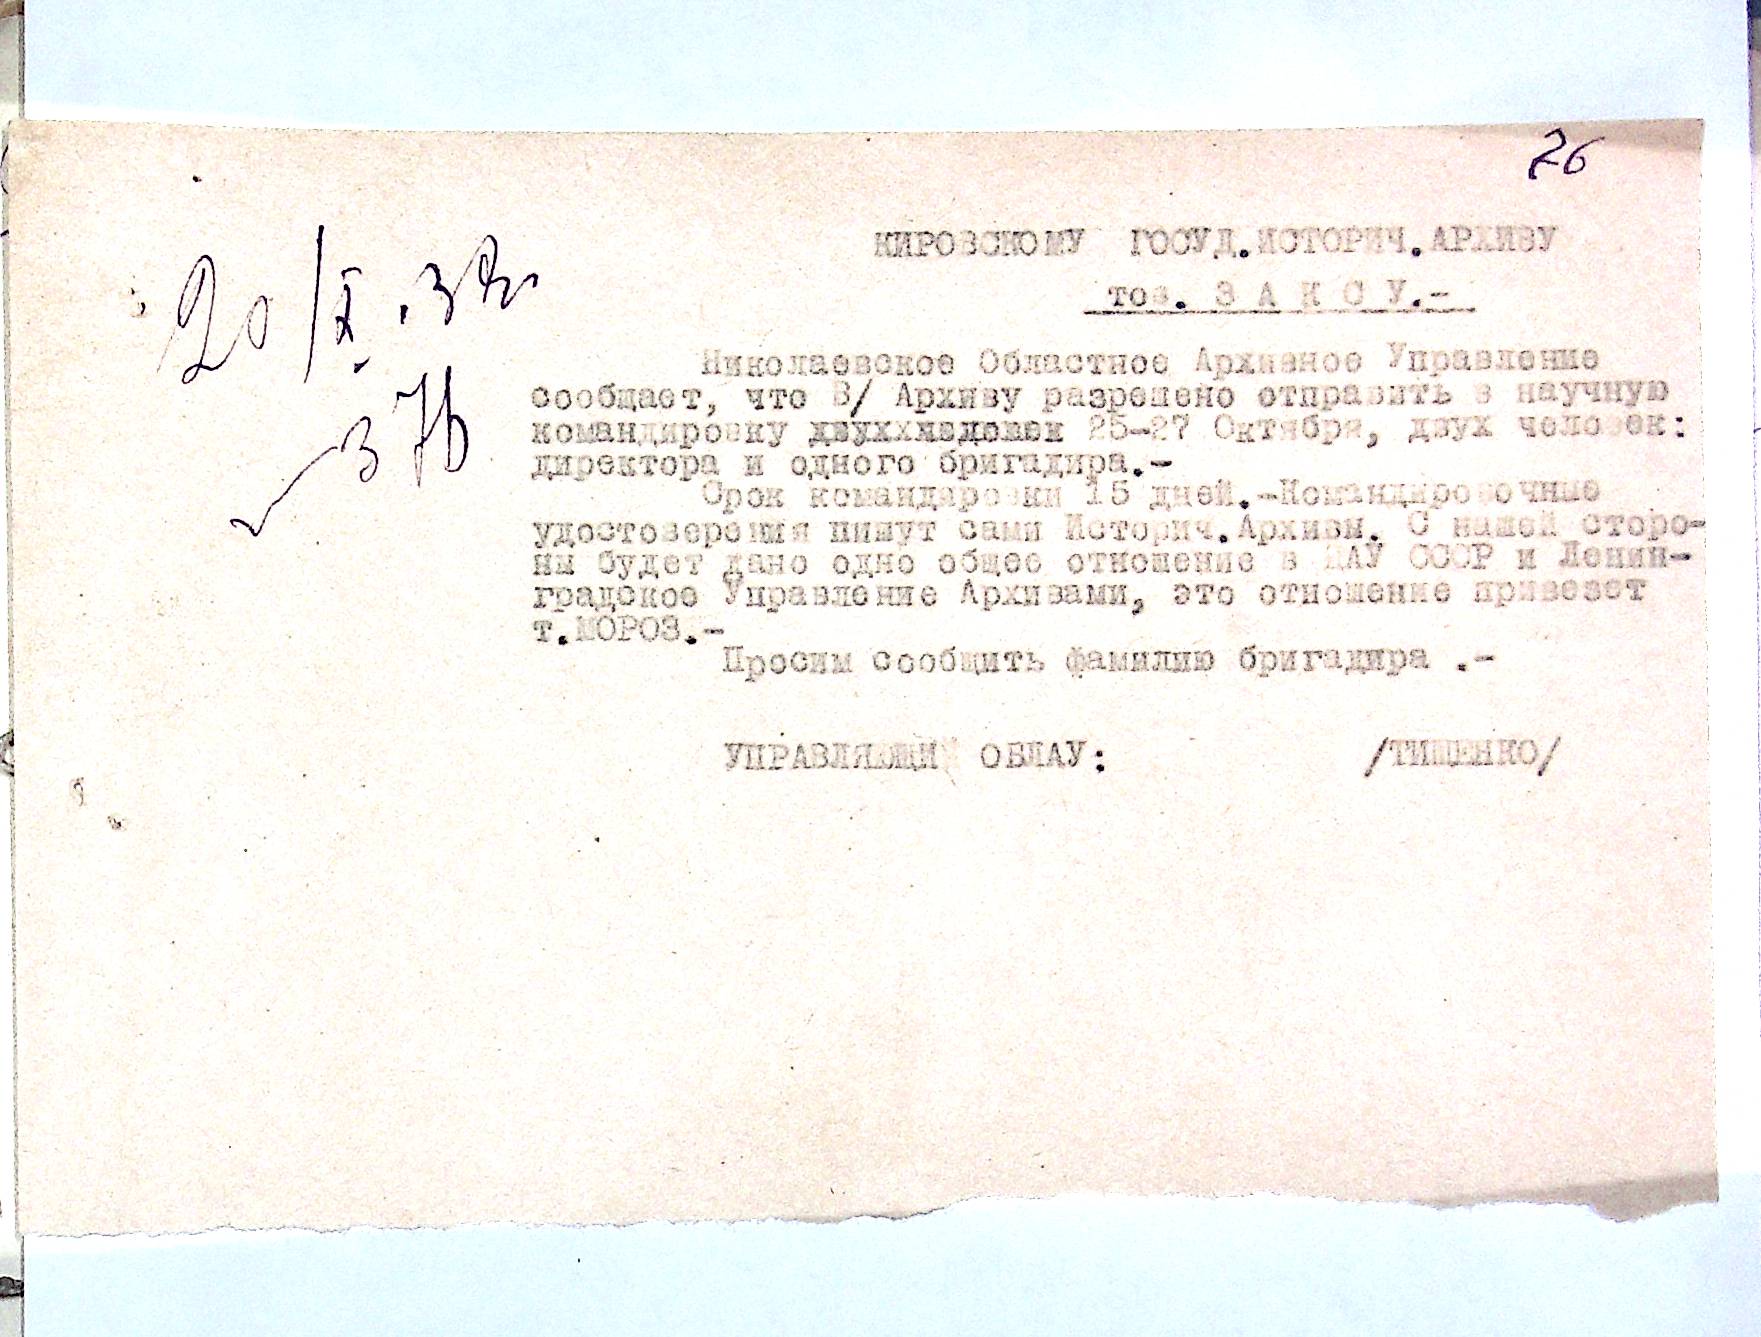 26
КИРОВСКОМУ ГОСУД.ИСТОРИЧ.АРХИВУ
тов. З А К С У.-
20/X.38
376
Николаевское Областное Архивное Управление
сообщает, что В/ Архиву разрешено отправить в научную
командировку 25-27 Октября, двух человек:
директора и одного бригадира.-
Срок командировки 15 дней.-Командировочные
удостоверения пишут сами Историч.Архивы. С нашей сторо-
ны будет дано одно общее отношение в ЦАУ СССР и Ленин-
градское Управление Архивами, это отношение привезет
т.МОРОЗ.-
Просим сообщить фамилию бригадира .-
УПРАВЛЯЮЩИЙ ОБЛАУ: /ТИЩЕНКО/